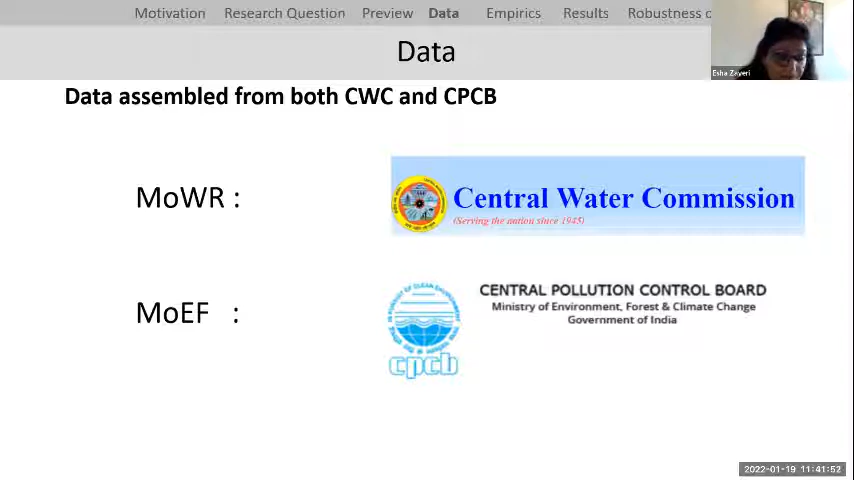 Motivation Research Question Preview Data Empirics Results Robustness
Esha Zaveri
Data
Data assembled from both CWC and CPCB
MoWR :
Central Water Commission
(Serving the nation since 1945)
MoEF :
CENTRAL POLLUTION CONTROL BOARD
Ministry of Environment, Forest & Climate Change
Government of India
cpcb
2022-01-19 11:41:52